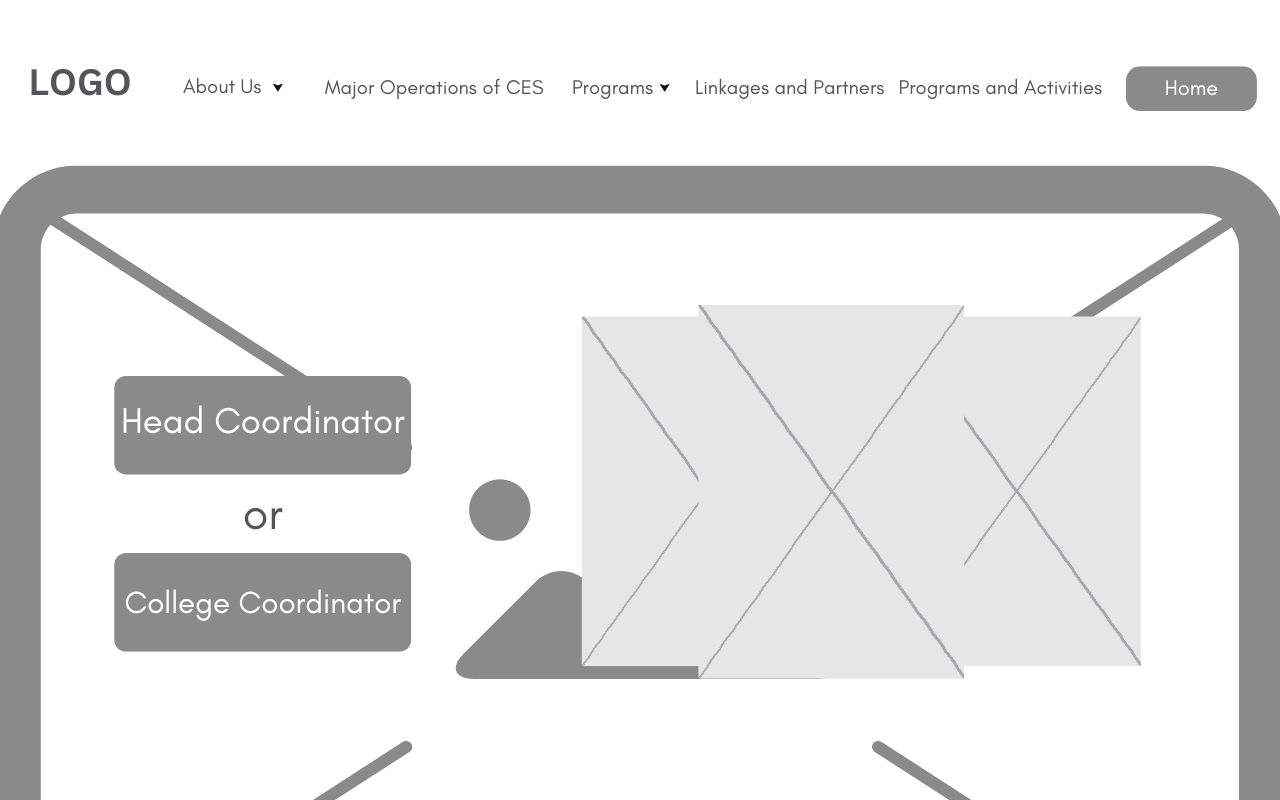 LOGO
About Us
Major Operations of CES
Programs
Linkages and Partners
Programs and Activities
Home
Head Coordinator
or
College Coordinator